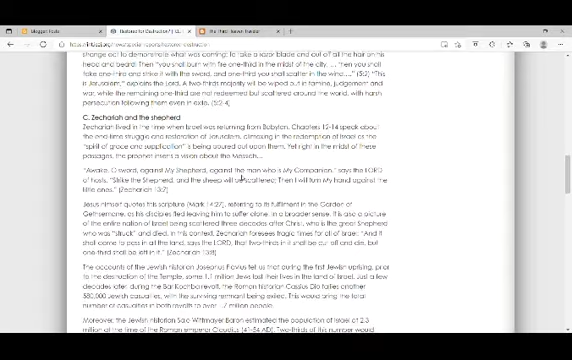 Blogger: Posts
Destined for Destruction? | C
The Third Raven Reader
strange act to demonstrate what was coming: to take a razor blade and cut off all the hair on his
head and beard! Then "you shall burn with fire one-third in the midst of the city, ... then you shall
take one-third and strike it with the sword, and one-third you shall scatter in the wind...." (5:2) "This
is Jerusalem," explains the Lord. A two thirds majority will be wiped out in famine, judgement and
war, while the remaining one-third are not redeemed but scattered around the world, with harsh
persecution following them even in exile. (5:2-4)
C. Zechariah and the shepherd
Zechariah lived in the time when Israel was returning from Babylon. Chapters 12-14 speak about
the end-time struggle and restoration of Jerusalem, climaxing in the redemption of Israel as the
"spirit of grace and supplication" is being poured out upon them. Yet right in the midst of these
passages, the prophet inserts a vision about the Messiah...
"Awake, O sword, against My Shepherd, against the man who is My Companion," says the LORD
of hosts. "Strike the Shepherd, and the sheep will be scattered; Then I will turn My hand against the
little ones." (Zechariah 13:7)
Jesus himself quotes this scripture (Mark 14:27), referring to its fulfilment in the Garden of
Gethsemane, as his disciples fled leaving him to suffer alone. In a broader sense, it is also a picture
of the entire nation of Israel being scattered three decades after Christ, who is the great Shepherd
who was "struck" and died. In this context, Zechariah foresees tragic times for all of Israel: "And it
shall come to pass in all the land, says the LORD, that two-thirds in it shall be cut off and die, but
one-third shall be left in it." (Zechariah 13:8)
The accounts of the Jewish historian Josephus Flavius tell us that during the first Jewish uprising, prior
to the destruction of the Temple, some 1.1 million Jews lost their lives in the land of Israel. Just a few
decades later, during the Bar Kochba revolt, the Roman historian Cassius Dio tallies another
580,000 Jewish casualties, with the surviving remnant being exiled. This would bring the total
number of casualties in both revolts to over 1.7 million people.
Moreover, the Jewish historian Salo Wittmayer Baron estimated the population of Israel at 2.3
million at the time of the Roman emperor Claudius (41-54 AD). Two-thirds of this number would